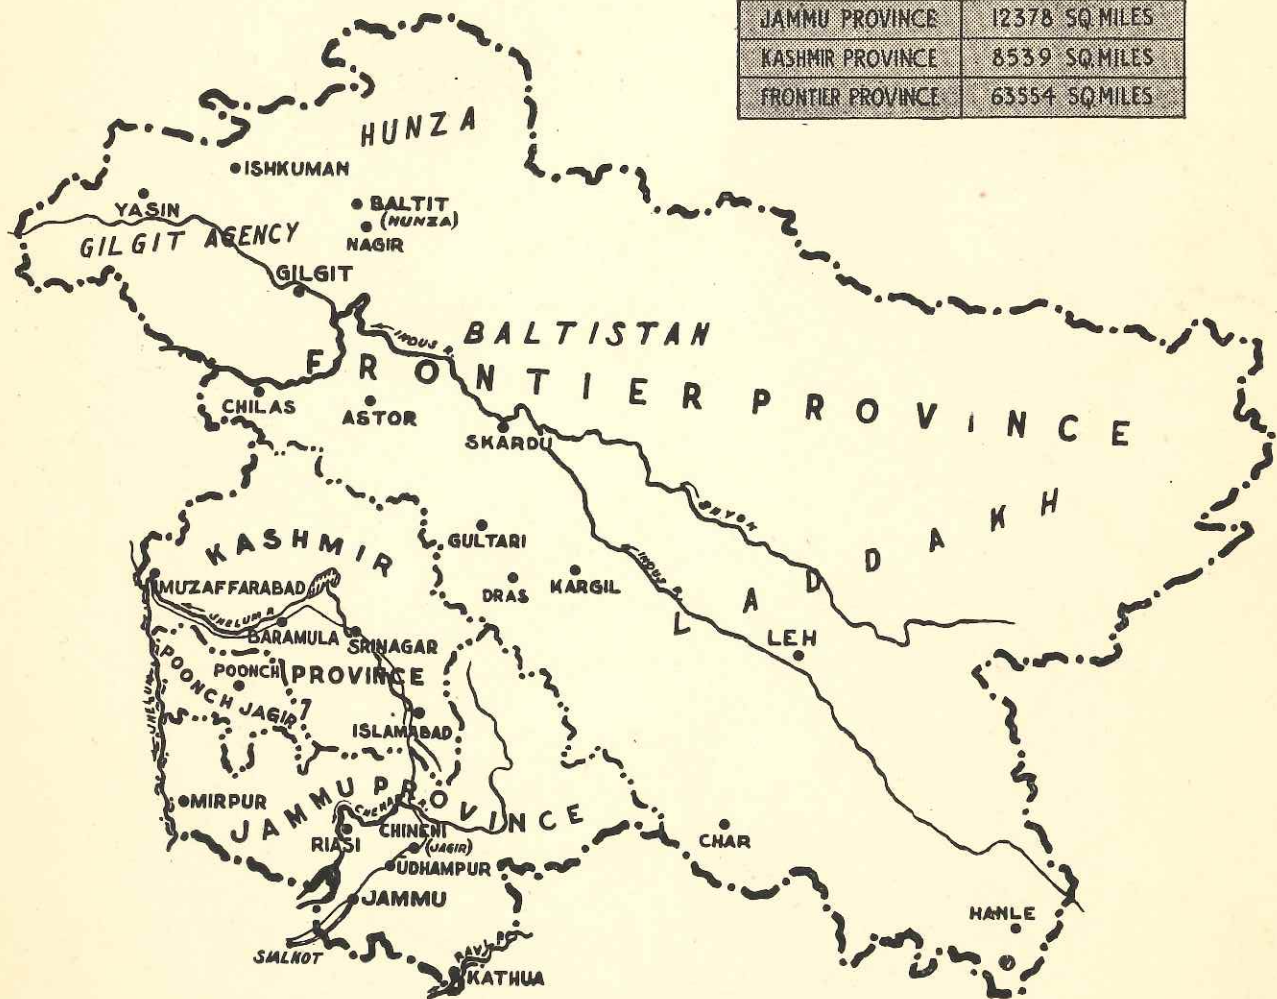 JAMMU PROVINCE 12378 SQ.MILES
KASHMIR PROVINCE 8539 SQ.MILES
FRONTIER PROVINCE 63554 SQ.MILES
HUNZA
ISHKUMAN
YASIN
BALTIT
(HUNZA)
NAGIR
GILGIT AGENCY
GILGIT
INDUS R.
BALTISTAN
FRONTIER PROVINCE
CHILAS
ASTOR
SKARDU
SHYOK
LADDAKH
KASHMIR
GULTARI
MUZAFFARABAD
DRAS
KARGIL
INDUS R.
JHELUM R.
BARAMULA
SRINAGAR
LEH
POONCH
PROVINCE
POONCH JAGIR
JHELUM
ISLAMABAD
MIRPUR
JAMMU PROVINCE
CHENAB R.
RIASI
CHINENI
(JAGIR)
CHAR
UDHAMPUR
JAMMU
HANLE
SIALKOT
RAVI R.
KATHUA